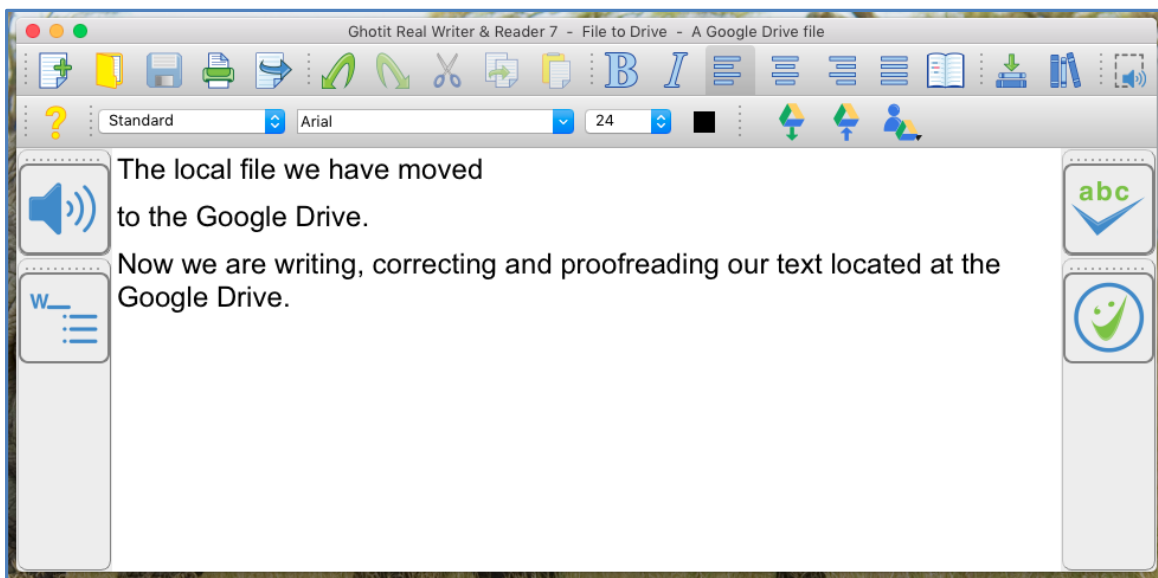 Ghotit Real Writer & Reader 7 - File to Drive - A Google Drive file
B I
? Standard Arial 24
The local file we have moved
to the Google Drive.
Now we are writing, correcting and proofreading our text located at the
Google Drive.
abc
W